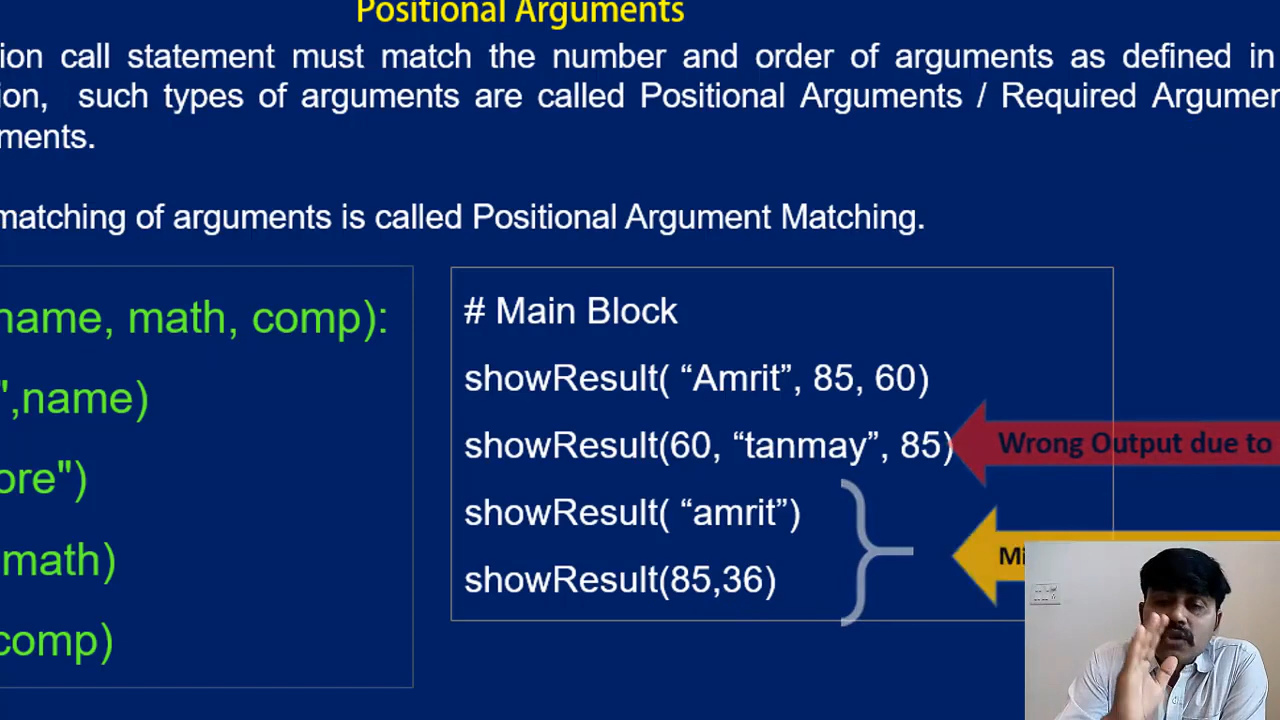 Positional Arguments
ion call statement must match the number and order of arguments as defined in
ion, such types of arguments are called Positional Arguments / Required Argumer
ments.
matching of arguments is called Positional Argument Matching.
name, math, comp):
",name)
ore")
math)
comp)
# Main Block
showResult( “Amrit”, 85, 60)
showResult(60, “tanmay”, 85)
showResult( “amrit”)
showResult(85,36)
Wrong Output due to
Mi